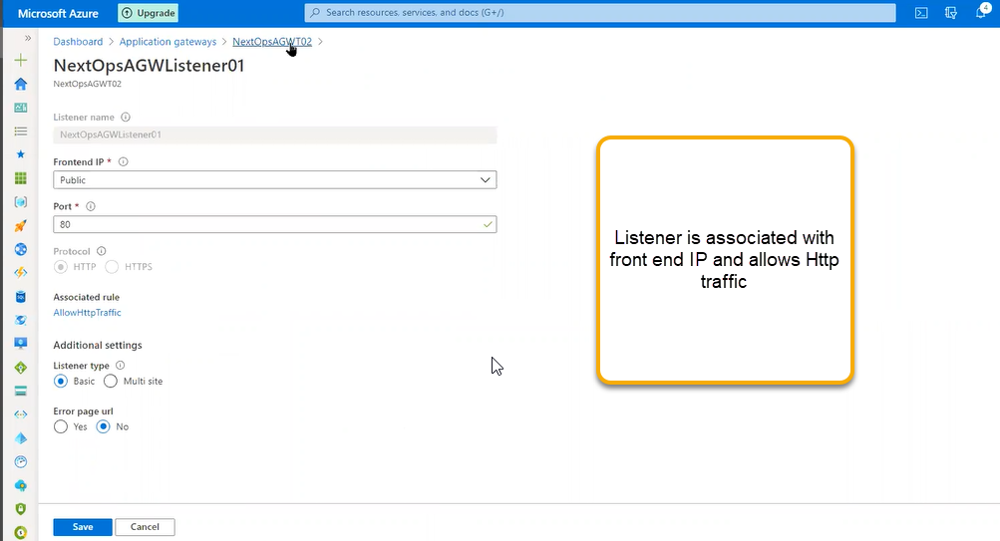 Microsoft Azure
Upgrade
Search resources, services, and docs (G+/)
4
Dashboard > Application gateways > NextOpsAGWT02 >
NextOpsAGWListener01
NextOpsAGWT02
Listener name
NextOpsAGWListener01
Frontend IP *
Public
Port *
80
Protocol
HTTP HTTPS
Associated rule
AllowHttpTraffic
Additional settings
Listener type
Basic Multi site
Error page url
Yes No
Save Cancel
Listener is associated with
front end IP and allows Http
traffic